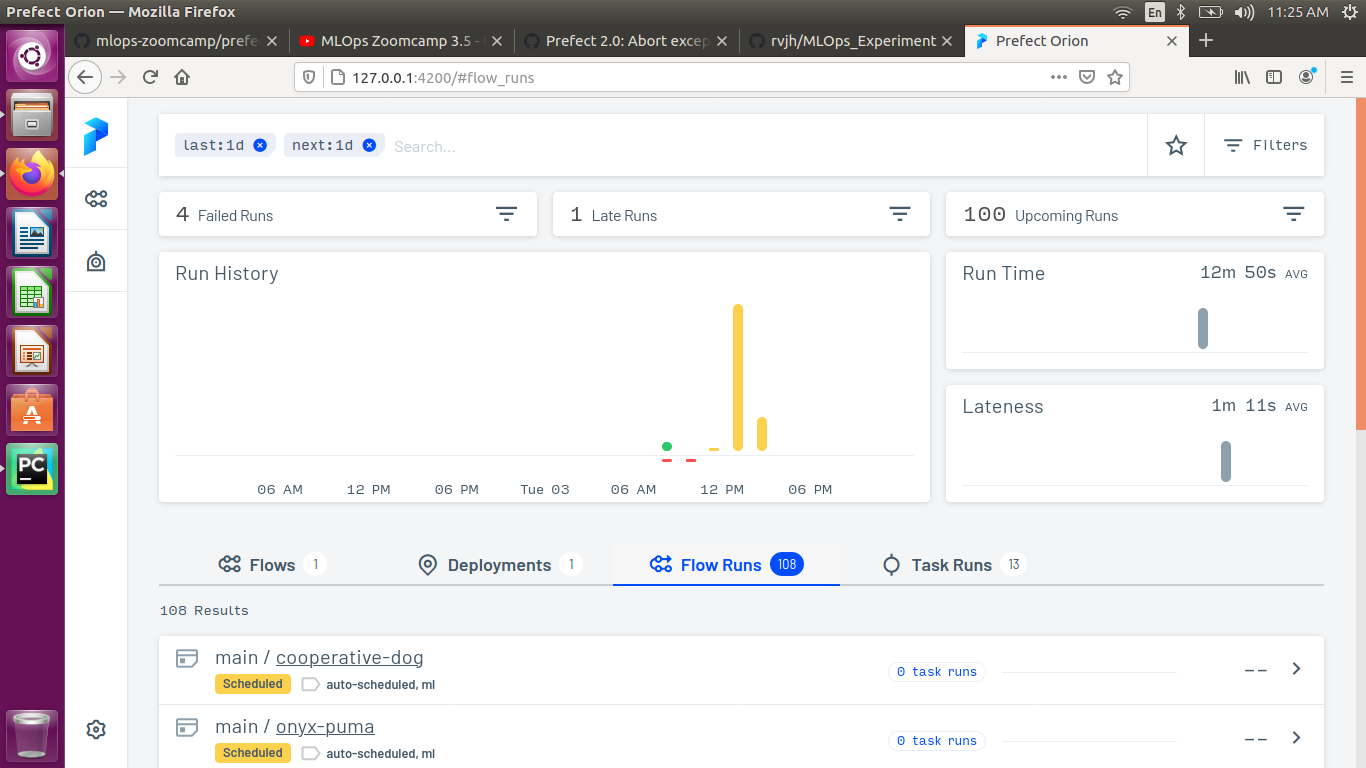 Prefect Orion — Mozilla Firefox
En
11:25 AM
mlops-zoomcamp/prefe
MLOps Zoomcamp 3.5 -
Prefect 2.0: Abort excep
rvjh/MLOps_Experiment
Prefect Orion
127.0.0.1:4200/#flow_runs
last:1d
next:1d
Search...
Filters
4 Failed Runs
1 Late Runs
100 Upcoming Runs
Run History
06 AM
12 PM
06 PM
Tue 03
06 AM
12 PM
06 PM
Run Time
12m 50s AVG
Lateness
1m 11s AVG
Flows 1
Deployments 1
Flow Runs 108
Task Runs 13
108 Results
main / cooperative-dog
Scheduled
auto-scheduled, ml
0 task runs
--
main / onyx-puma
Scheduled
auto-scheduled, ml
0 task runs
--
PC